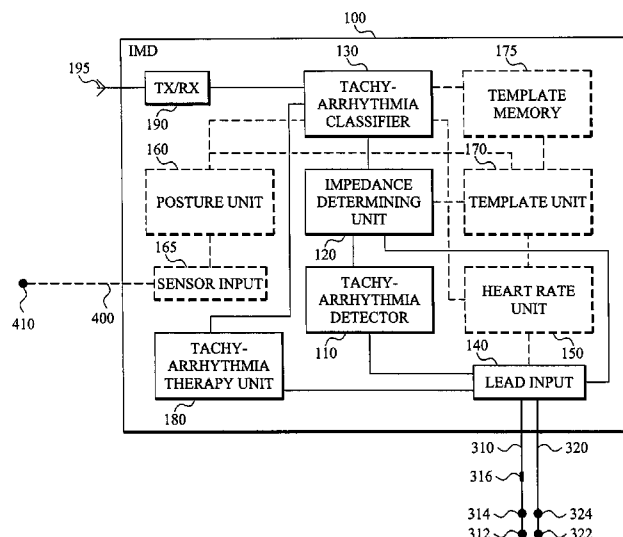 100
IMD
195
TX/RX
190
130
TACHY-
ARRHYTHMIA
CLASSIFIER
175
TEMPLATE
MEMORY
160
POSTURE UNIT
IMPEDANCE
DETERMINING
UNIT
120
170
TEMPLATE UNIT
165
SENSOR INPUT
410
400
TACHY-
ARRHYTHMIA
DETECTOR
110
HEART RATE
UNIT
150
140
LEAD INPUT
TACHY-
ARRHYTHMIA
THERAPY UNIT
180
310
320
316
314
324
312
322